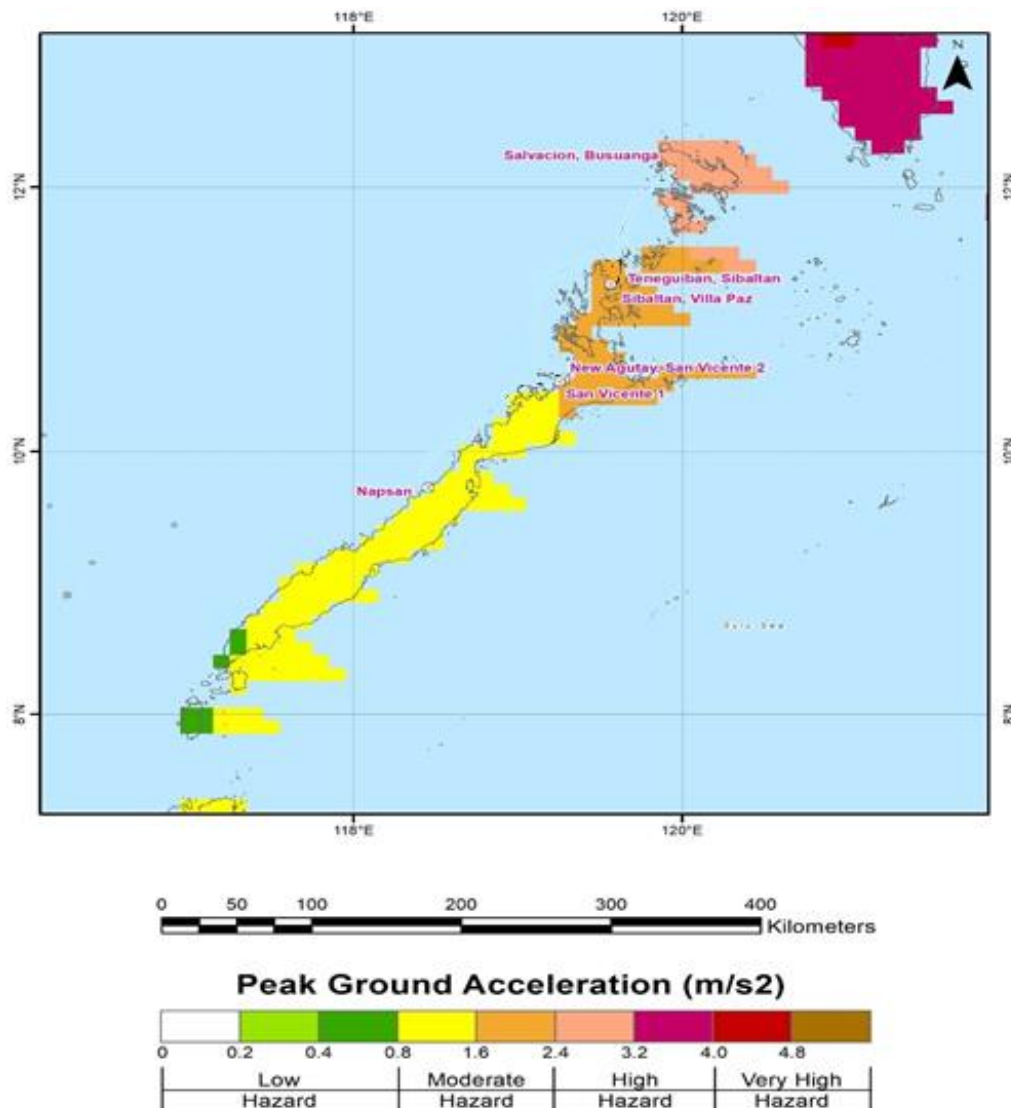 118°E 120°E
N
Salvacion, Busuanga
12°N 12°N
Teneguiban, Sibaltan
Sibaltan, Villa Paz
New Agutay, San Vicente 2
San Vicente 1
10°N 10°N
Napsan
Sulu Sea
8°N 8°N
118°E 120°E
0 50 100 200 300 400
Kilometers
Peak Ground Acceleration (m/s2)
0 0.2 0.4 0.8 1.6 2.4 3.2 4.0 4.8
Low Moderate High Very High
Hazard Hazard Hazard Hazard